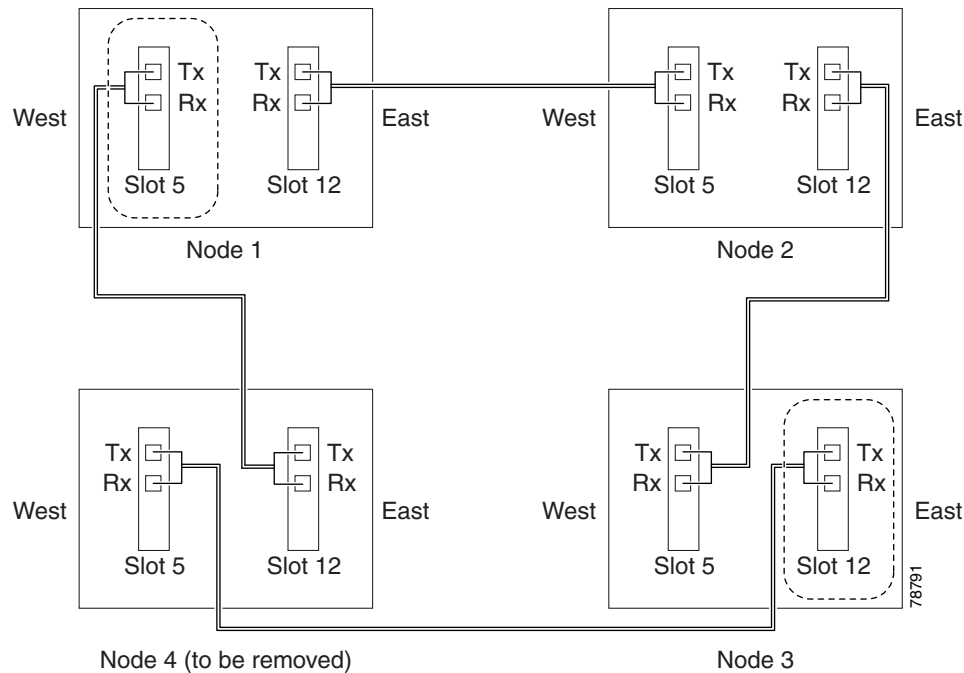 Tx
Rx
Tx
Rx
West
East
Slot 5
Slot 12
Node 1
Tx
Rx
Tx
Rx
West
East
Slot 5
Slot 12
Node 2
Tx
Rx
Tx
Rx
West
East
Slot 5
Slot 12
Node 4 (to be removed)
Tx
Rx
Tx
Rx
West
East
Slot 5
Slot 12
Node 3
78791